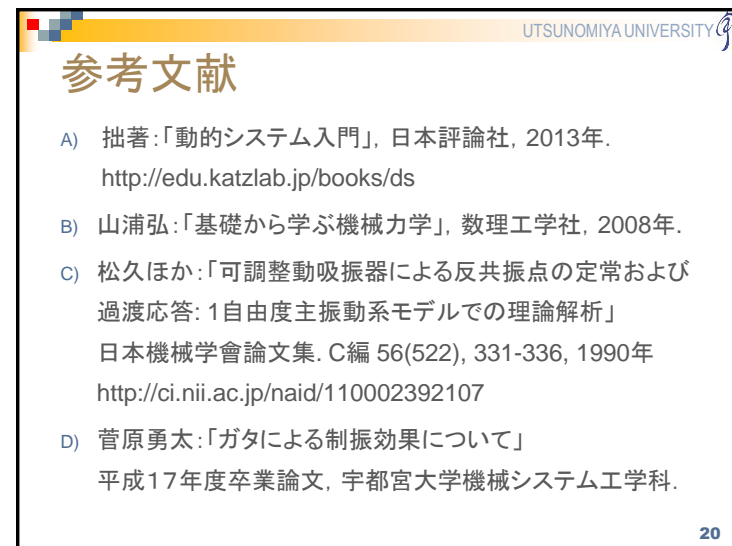 UTSUNOMIYA UNIVERSITY
参考文献
A) 拙著:「動的システム入門」, 日本評論社, 2013年.
http://edu.katzlab.jp/books/ds
B) 山浦弘:「基礎から学ぶ機械力学」, 数理工学社, 2008年.
C) 松久ほか:「可調整動吸振器による反共振点の定常および
過渡応答: 1自由度主振動系モデルでの理論解析」
日本機械学會論文集. C編 56(522), 331-336, 1990年
http://ci.nii.ac.jp/naid/110002392107
D) 菅原勇太:「ガタによる制振効果について」
平成17年度卒業論文, 宇都宮大学機械システム工学科.
20